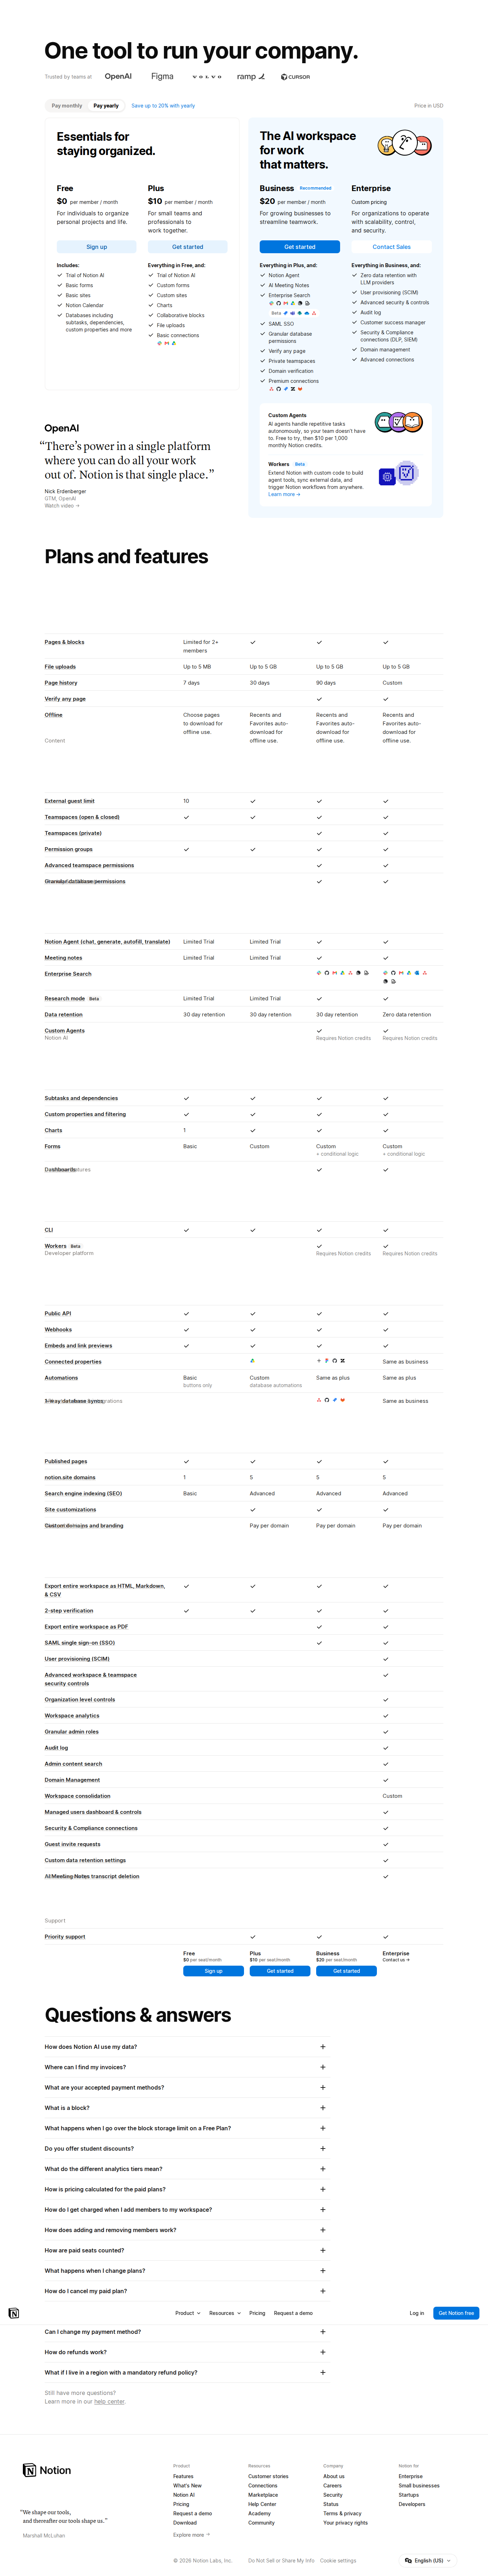 One tool to run your company.
Trusted by teams at
OpenAI
Figma
VOLVO
ramp
CURSOR
Pay monthly
Pay yearly
Save up to 20% with yearly
Price in USD
Essentials for
staying organized.
Free
$0 per member / month
For individuals to organize
personal projects and life.
Sign up
Includes:
Trial of Notion AI
Basic forms
Basic sites
Notion Calendar
Databases including
subtasks, dependencies,
custom properties and more
Plus
$10 per member / month
For small teams and
professionals to
work together.
Get started
Everything in Free, and:
Trial of Notion AI
Custom forms
Custom sites
Charts
Collaborative blocks
File uploads
Basic connections
The AI workspace
for work
that matters.
Business Recommended
$20 per member / month
For growing businesses to
streamline teamwork.
Get started
Everything in Plus, and:
Notion Agent
AI Meeting Notes
Enterprise Search
Beta
SAML SSO
Granular database
permissions
Verify any page
Private teamspaces
Domain verification
Premium connections
Enterprise
Custom pricing
For organizations to operate
with scalability, control,
and security.
Contact Sales
Everything in Business, and:
Zero data retention with
LLM providers
User provisioning (SCIM)
Advanced security & controls
Audit log
Customer success manager
Security & Compliance
connections (DLP, SIEM)
Domain management
Advanced connections
Custom Agents
AI agents handle repetitive tasks
autonomously, so your team doesn't have
to. Free to try, then $10 per 1,000
monthly Notion credits.
Workers Beta
Extend Notion with custom code to build
agent tools, sync external data, and
trigger Notion workflows from anywhere.
Learn more →
OpenAI
“There’s power in a single platform
where you can do all your work
out of. Notion is that single place.”
Nick Erdenberger
GTM, OpenAI
Watch video →
Plans and features
Pages & blocks Limited for 2+
members
File uploads Up to 5 MB Up to 5 GB Up to 5 GB Up to 5 GB
Page history 7 days 30 days 90 days Custom
Verify any page
Offline Choose pages Recents and Recents and Recents and
to download for Favorites auto- Favorites auto- Favorites auto-
offline use. download for download for download for
Content offline use. offline use. offline use.
External guest limit 10
Teamspaces (open & closed)
Teamspaces (private)
Permission groups
Advanced teamspace permissions
Granular database permissions
Notion Agent (chat, generate, autofill, translate) Limited Trial Limited Trial
Meeting notes Limited Trial Limited Trial
Enterprise Search
Research mode Beta Limited Trial Limited Trial
Data retention 30 day retention 30 day retention 30 day retention Zero data retention
Custom Agents
Notion AI Requires Notion credits Requires Notion credits
Subtasks and dependencies
Custom properties and filtering
Charts 1
Forms Basic Custom Custom Custom
+ conditional logic + conditional logic
Dashboards
CLI
Workers Beta
Developer platform Requires Notion credits Requires Notion credits
Public API
Webhooks
Embeds and link previews
Connected properties Same as business
Automations Basic Custom Same as plus Same as plus
buttons only database automations
1-way database syncs Same as business
Published pages
notion.site domains 1 5 5 5
Search engine indexing (SEO) Basic Advanced Advanced Advanced
Site customizations
Custom domains and branding Pay per domain Pay per domain Pay per domain
Export entire workspace as HTML, Markdown,
& CSV
2-step verification
Export entire workspace as PDF
SAML single sign-on (SSO)
User provisioning (SCIM)
Advanced workspace & teamspace
security controls
Organization level controls
Workspace analytics
Granular admin roles
Audit log
Admin content search
Domain Management
Workspace consolidation Custom
Managed users dashboard & controls
Security & Compliance connections
Guest invite requests
Custom data retention settings
AI Meeting Notes transcript deletion
Support
Priority support
Free Plus Business Enterprise
$0 per seat/month $10 per seat/month $20 per seat/month Contact us →
Sign up Get started Get started
Questions & answers
How does Notion AI use my data?
Where can I find my invoices?
What are your accepted payment methods?
What is a block?
What happens when I go over the block storage limit on a Free Plan?
Do you offer student discounts?
What do the different analytics tiers mean?
How is pricing calculated for the paid plans?
How do I get charged when I add members to my workspace?
How does adding and removing members work?
How are paid seats counted?
What happens when I change plans?
How do I cancel my paid plan?
Product Resources Pricing Request a demo Log in Get Notion free
Can I change my payment method?
How do refunds work?
What if I live in a region with a mandatory refund policy?
Still have more questions?
Learn more in our help center.
Notion
“We shape our tools,
and thereafter our tools shape us.”
Marshall McLuhan
Product
Features
What's New
Notion AI
Pricing
Request a demo
Download
Explore more →
Resources
Customer stories
Connections
Marketplace
Help Center
Academy
Community
Company
About us
Careers
Security
Status
Terms & privacy
Your privacy rights
Notion for
Enterprise
Small businesses
Startups
Developers
© 2026 Notion Labs, Inc. Do Not Sell or Share My Info Cookie settings English (US)